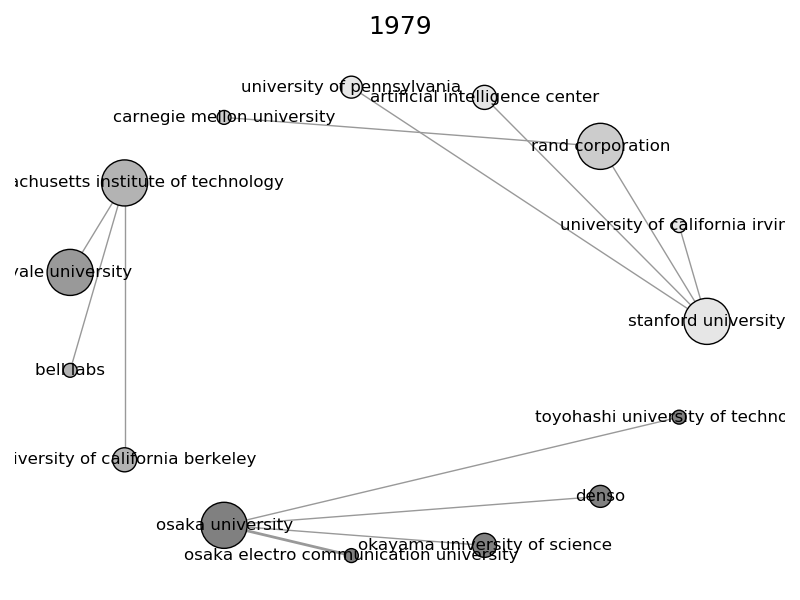 1979
university of pennsylvania
artificial intelligence center
carnegie mellon university
rand corporation
achusetts institute of technology
university of california irvin
yale university
stanford university
bell labs
toyohashi university of techno
iversity of california berkeley
denso
osaka university
okayama university of science
osaka electro communication university